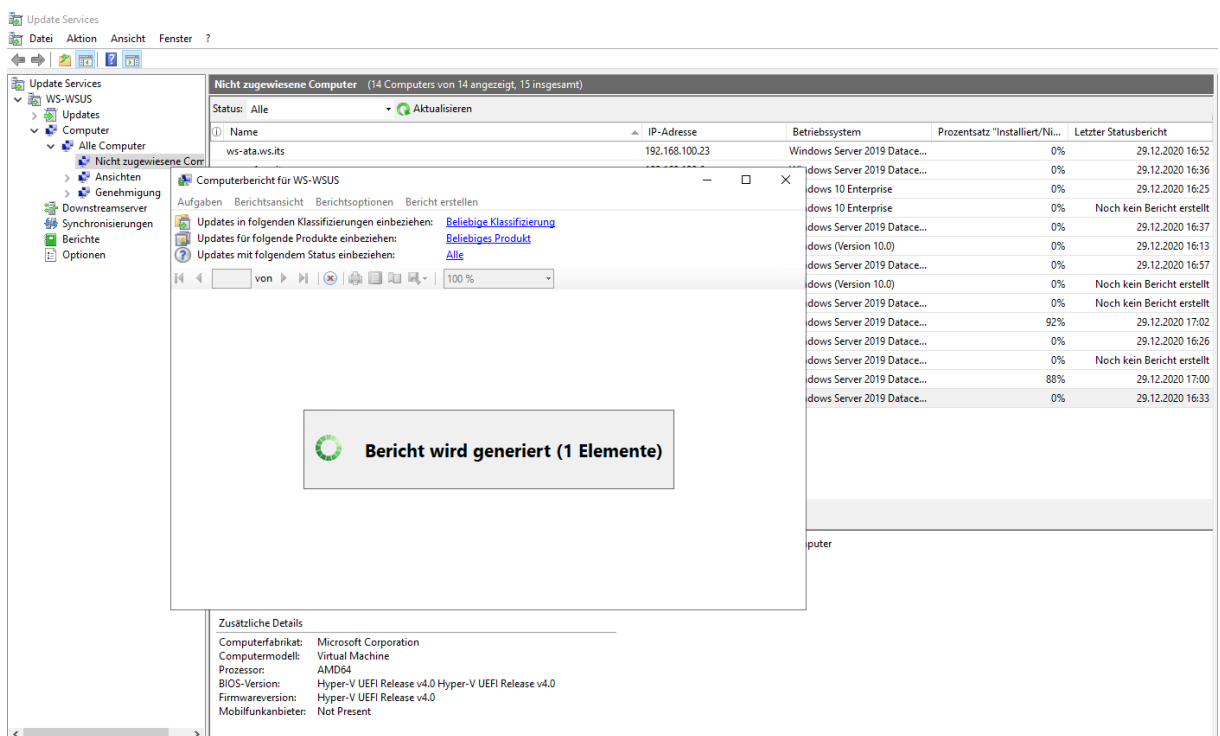 Update Services
Datei Aktion Ansicht Fenster ?
Update Services
WS-WSUS
Updates
Computer
Alle Computer
Nicht zugewiesene Com
Ansichten
Genehmigung
Downstreamserver
Synchronisierungen
Berichte
Optionen
Nicht zugewiesene Computer (14 Computers von 14 angezeigt, 15 insgesamt)
Status: Alle Aktualisieren
Name IP-Adresse Betriebssystem Prozentsatz "Installiert/Ni... Letzter Statusbericht
ws-ata.ws.its 192.168.100.23 Windows Server 2019 Datace... 0% 29.12.2020 16:52
dows Server 2019 Datace... 0% 29.12.2020 16:36
dows 10 Enterprise 0% 29.12.2020 16:25
dows 10 Enterprise 0% Noch kein Bericht erstellt
dows Server 2019 Datace... 0% 29.12.2020 16:37
dows (Version 10.0) 0% 29.12.2020 16:13
dows Server 2019 Datace... 0% 29.12.2020 16:57
dows (Version 10.0) 0% Noch kein Bericht erstellt
dows Server 2019 Datace... 0% Noch kein Bericht erstellt
dows Server 2019 Datace... 92% 29.12.2020 17:02
dows Server 2019 Datace... 0% 29.12.2020 16:26
dows Server 2019 Datace... 0% Noch kein Bericht erstellt
dows Server 2019 Datace... 88% 29.12.2020 17:00
dows Server 2019 Datace... 0% 29.12.2020 16:33
Computerbericht für WS-WSUS
Aufgaben Berichtsansicht Berichtsoptionen Bericht erstellen
Updates in folgenden Klassifizierungen einbeziehen: Beliebige Klassifizierung
Updates für folgende Produkte einbeziehen: Beliebiges Produkt
Updates mit folgendem Status einbeziehen: Alle
von 100 %
Bericht wird generiert (1 Elemente)
puter
Zusätzliche Details
Computerfabrikat: Microsoft Corporation
Computermodell: Virtual Machine
Prozessor: AMD64
BIOS-Version: Hyper-V UEFI Release v4.0 Hyper-V UEFI Release v4.0
Firmwareversion: Hyper-V UEFI Release v4.0
Mobilfunkanbieter: Not Present